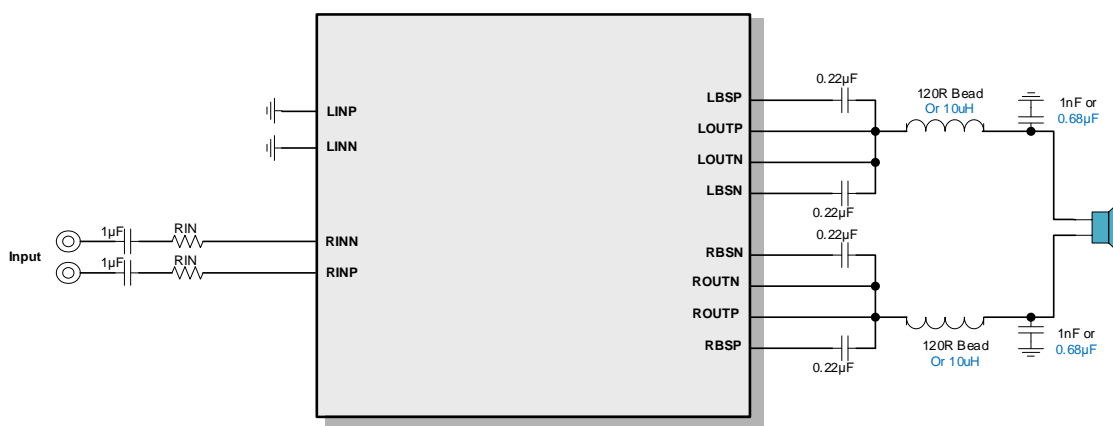 0.22µF
LBSP
120R Bead
Or 10uH
1nF or
0.68µF
LINP
LOUTP
LINN
LOUTN
LBSN
0.22µF
1µF
RIN
RINN
0.22µF
RBSN
Input
1µF
RIN
RINP
ROUTN
ROUTP
RBSP
0.22µF
120R Bead
Or 10uH
1nF or
0.68µF